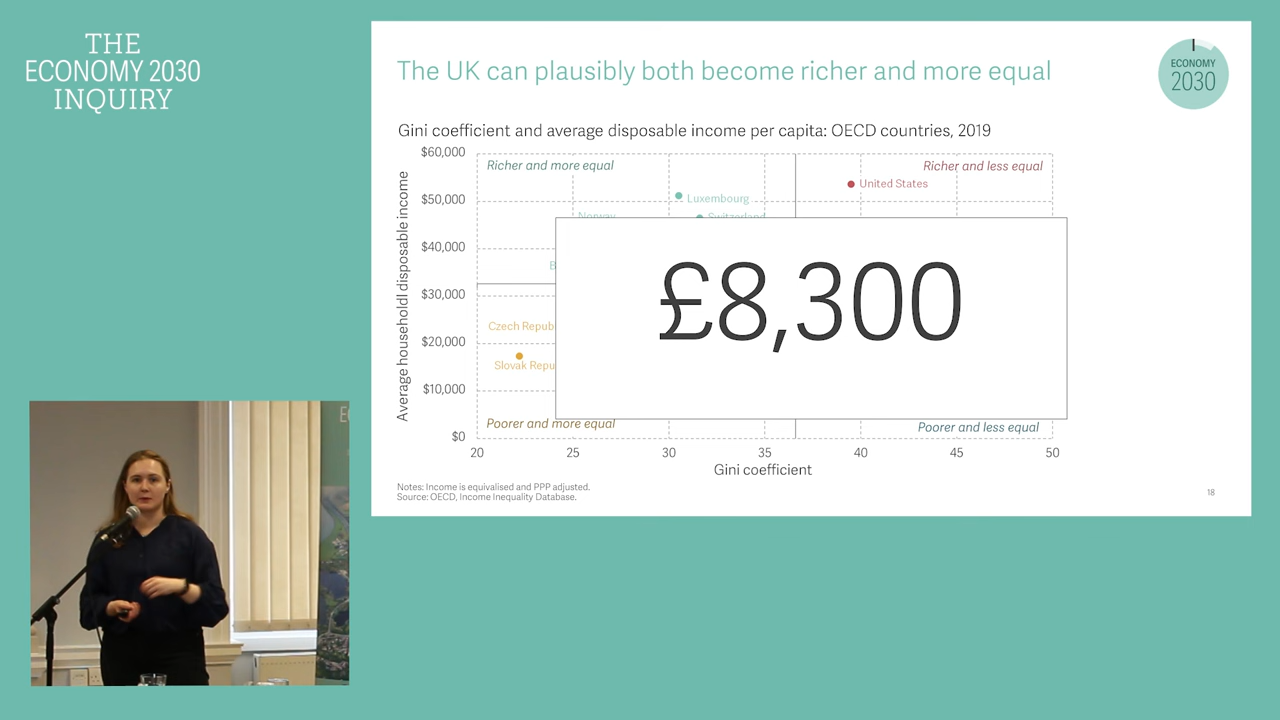 THE
ECONOMY 2030
INQUIRY
The UK can plausibly both become richer and more equal
ECONOMY
2030
Gini coefficient and average disposable income per capita: OECD countries, 2019
Average householdl disposable income
$60,000
$50,000
$40,000
$30,000
$20,000
$10,000
$0
Richer and more equal
Richer and less equal
United States
Luxembourg
Norway
Switzerland
B
£8,300
Czech Repub
Slovak Repu
Poorer and more equal
Poorer and less equal
20
25
30
35
40
45
50
Gini coefficient
Notes: Income is equivalised and PPP adjusted.
Source: OECD, Income Inequality Database.
18